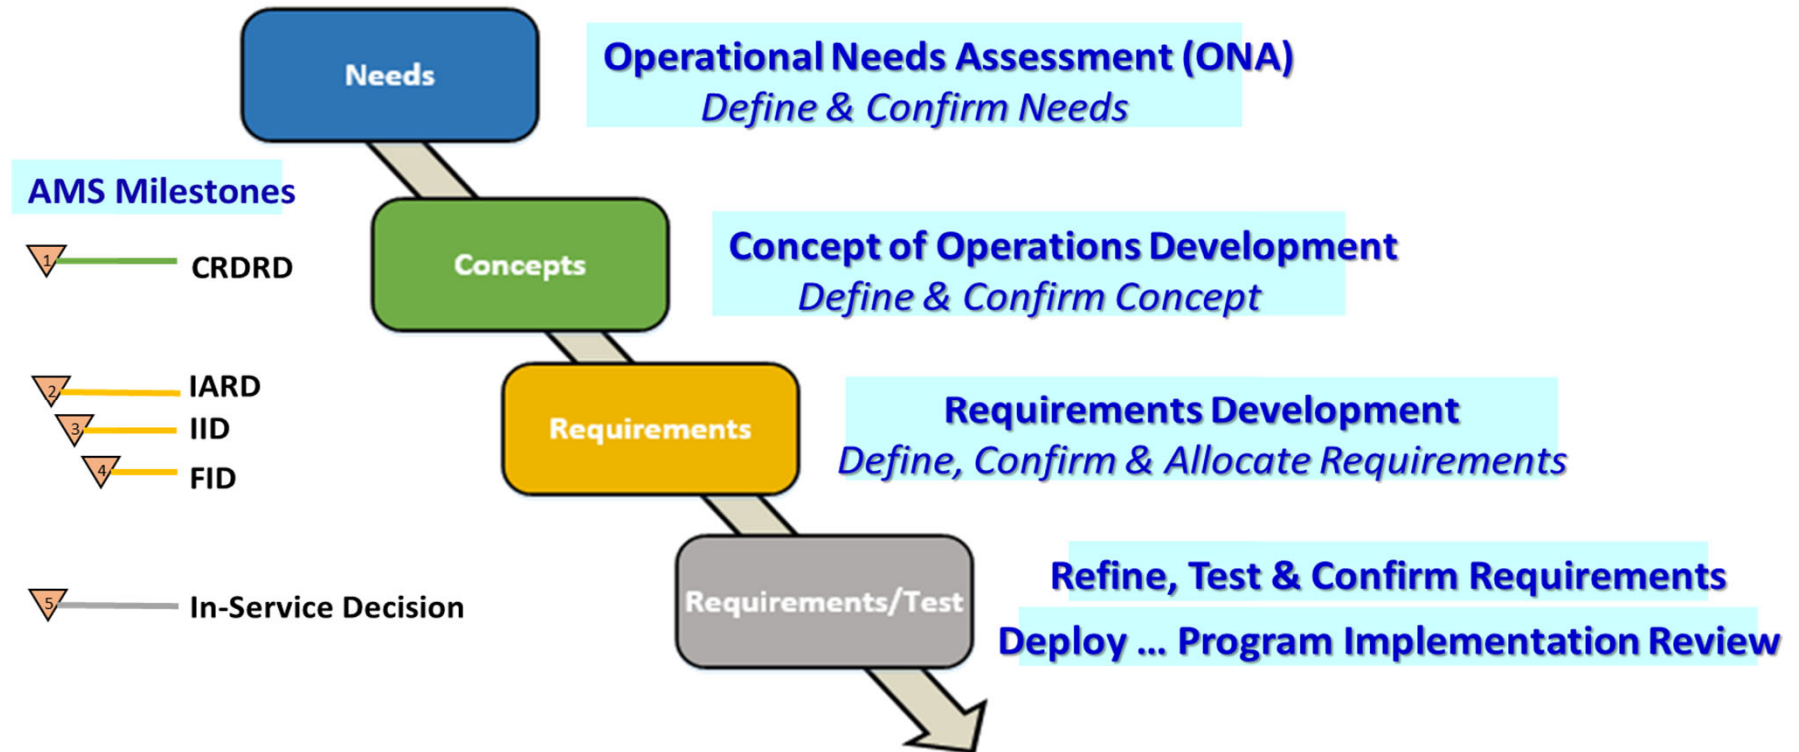 Needs
Operational Needs Assessment (ONA)
Define & Confirm Needs
AMS Milestones
1
CRDRD
Concepts
Concept of Operations Development
Define & Confirm Concept
2
IARD
3
IID
4
FID
Requirements
Requirements Development
Define, Confirm & Allocate Requirements
5
In-Service Decision
Requirements/Test
Refine, Test & Confirm Requirements
Deploy ... Program Implementation Review